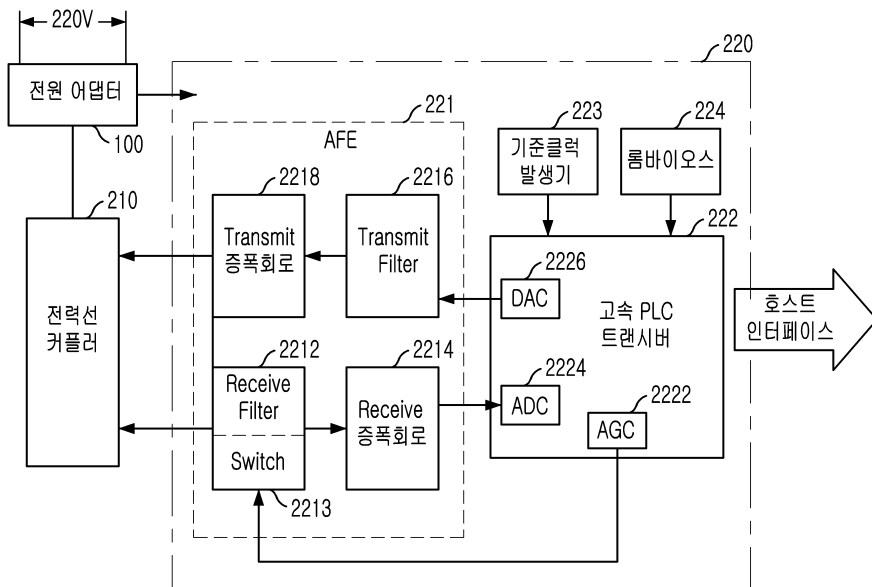 220V
전원 어댑터
100
220
221
AFE
223
기준클럭
발생기
224
롬바이오스
210
전력선
커플러
2218
Transmit
증폭회로
2216
Transmit
Filter
222
2226
DAC
고속 PLC
트랜시버
호스트
인터페이스
2212
Receive
Filter
Switch
2213
2214
Receive
증폭회로
2224
ADC
2222
AGC